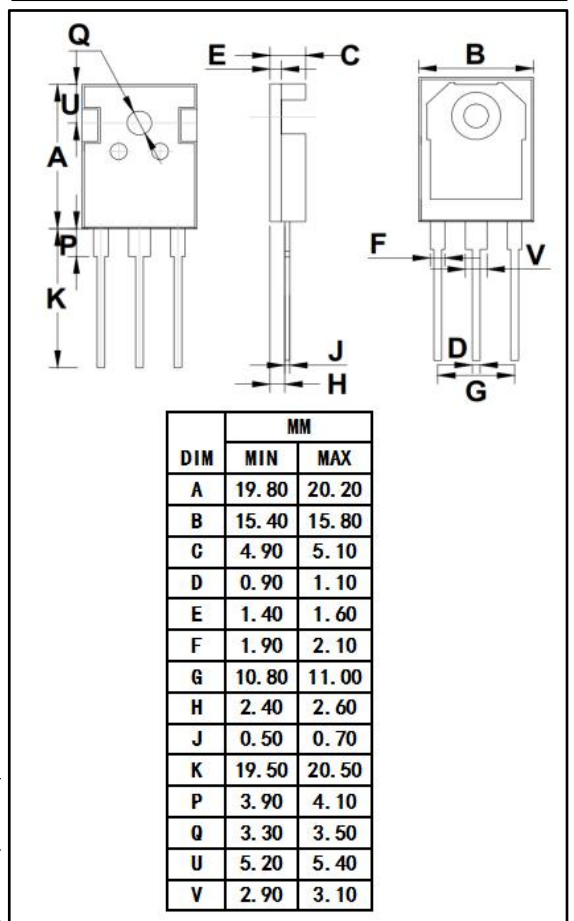 Q
E C B
U
A
P
F V
K
J D
H G
MM
DIM MIN MAX
A 19.80 20.20
B 15.40 15.80
C 4.90 5.10
D 0.90 1.10
E 1.40 1.60
F 1.90 2.10
G 10.80 11.00
H 2.40 2.60
J 0.50 0.70
K 19.50 20.50
P 3.90 4.10
Q 3.30 3.50
U 5.20 5.40
V 2.90 3.10